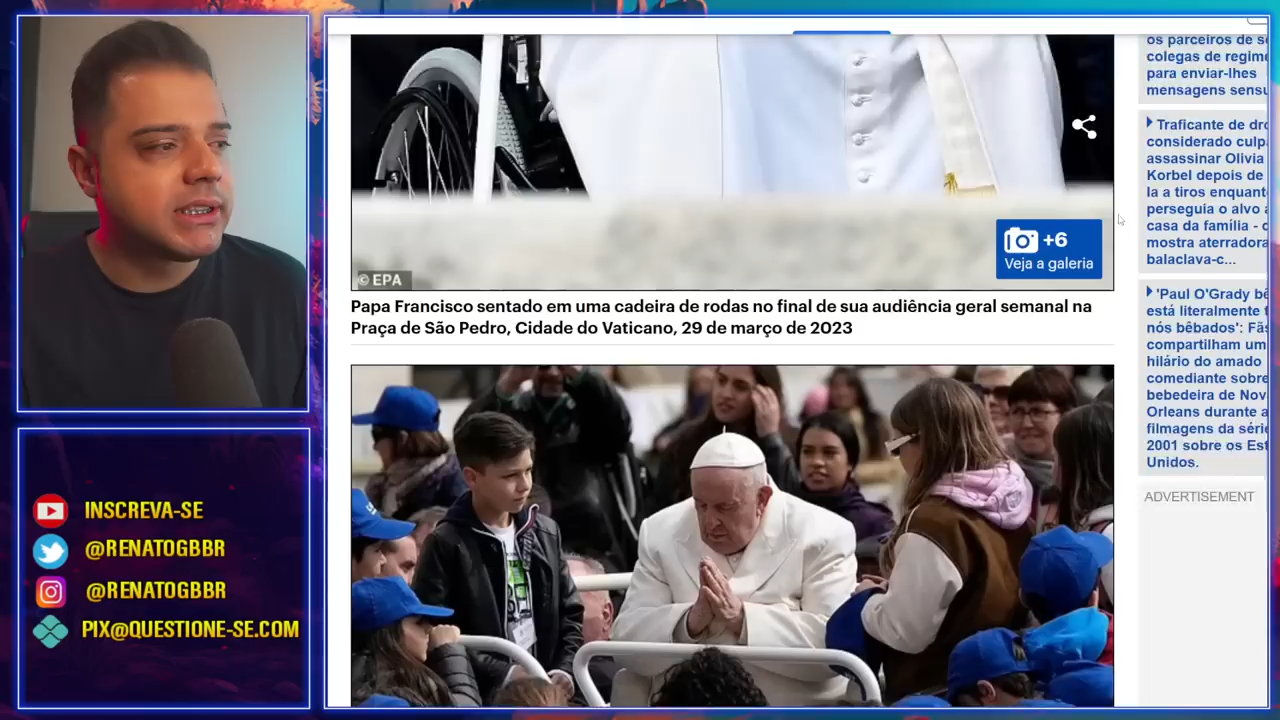 INSCREVA-SE
@RENATOGBBR
@RENATOGBBR
PIX@QUESTIONE-SE.COM
+6
Veja a galeria
© EPA
Papa Francisco sentado em uma cadeira de rodas no final de sua audiência geral semanal na
Praça de São Pedro, Cidade do Vaticano, 29 de março de 2023
os parceiros de
colegas de
para enviar-lhes
mensagens
Traficante de
considerado
assassinar Olivia
Korbel depois de
la a tiros
perseguia o alvo
casa da família -
mostra aterradora
balaclava-c...
'Paul O'Grady
está literalmente
nós bêbados':
compartilham um
hilário do amado
comediante sobre
bebedeira de
Orleans durante a
filmagens da série
2001 sobre os
Unidos.
ADVERTISEMENT